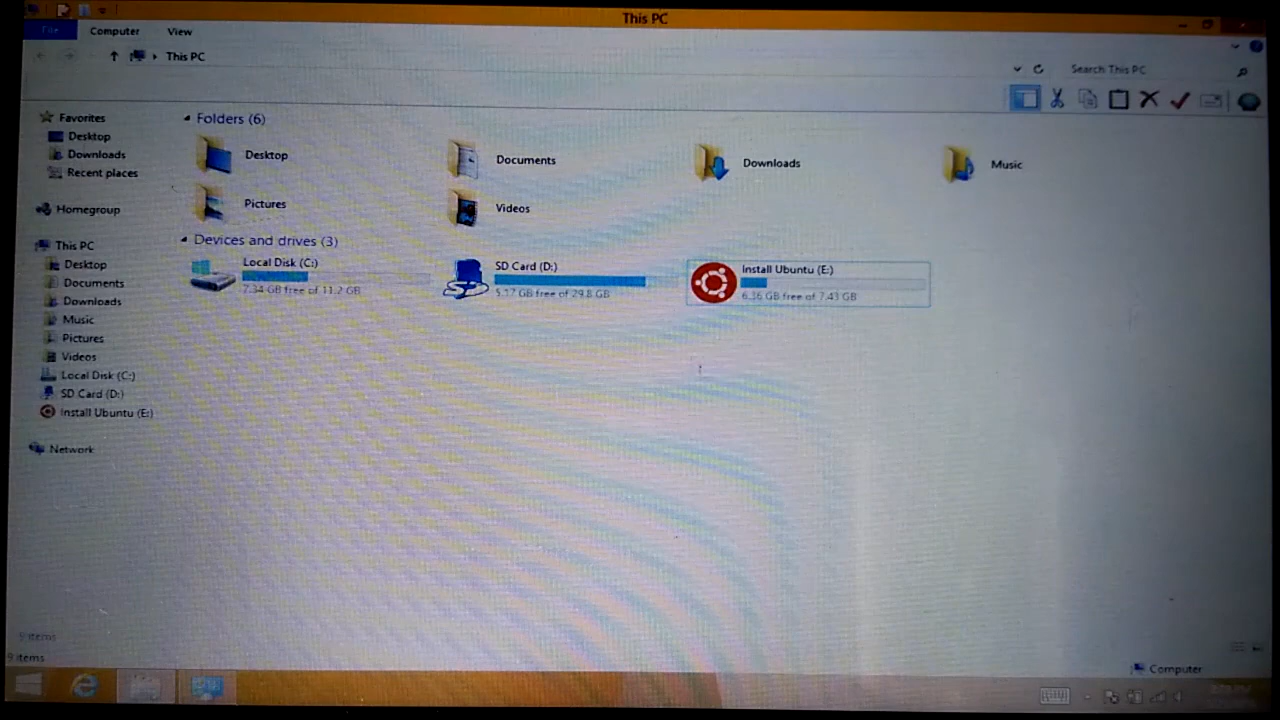 This PC
File Computer View
This PC
Search This PC
Favorites
Desktop
Downloads
Recent places
Homegroup
This PC
Desktop
Documents
Downloads
Music
Pictures
Videos
Local Disk (C:)
SD Card (D:)
Install Ubuntu (E:)
Network
Folders (6)
Desktop
Documents
Downloads
Music
Pictures
Videos
Devices and drives (3)
Local Disk (C:)
7.34 GB free of 11.2 GB
SD Card (D:)
5.17 GB free of 29.8 GB
Install Ubuntu (E:)
6.36 GB free of 7.43 GB
9 items
9 items
Computer